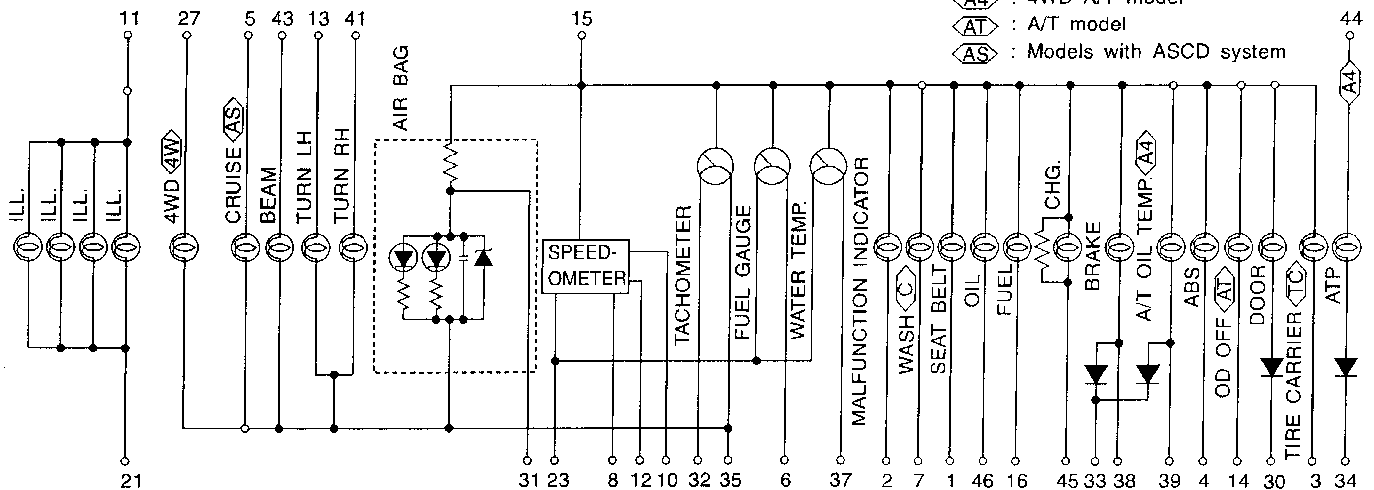 11 27 5 43 13 41 15 44
A4 : 4WD A/T model
AT : A/T model
AS : Models with ASCD system
A4
AIR BAG
ILL.
ILL.
ILL.
ILL.
4WD 4W
CRUISE AS
BEAM
TURN LH
TURN RH
SPEED-
OMETER
TACHOMETER
FUEL GAUGE
WATER TEMP.
MALFUNCTION INDICATOR
WASH C
SEAT BELT
OIL
FUEL
CHG.
BRAKE
A/T OIL TEMP A4
ABS
OD OFF AT
DOOR
TIRE CARRIER TC
ATP
21 31 23 8 12 10 32 35 6 37 2 7 1 46 16 45 33 38 39 4 14 30 3 34